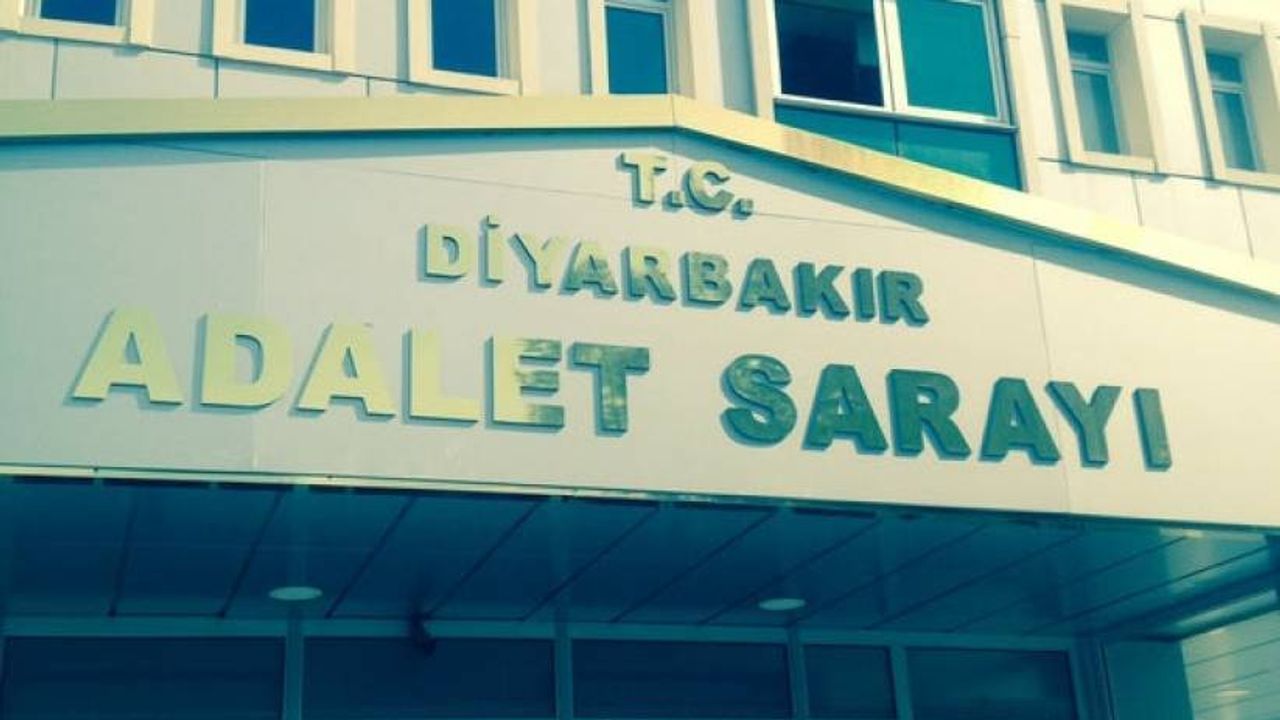 T.C.
DİYARBAKIR
ADALET SARAYI